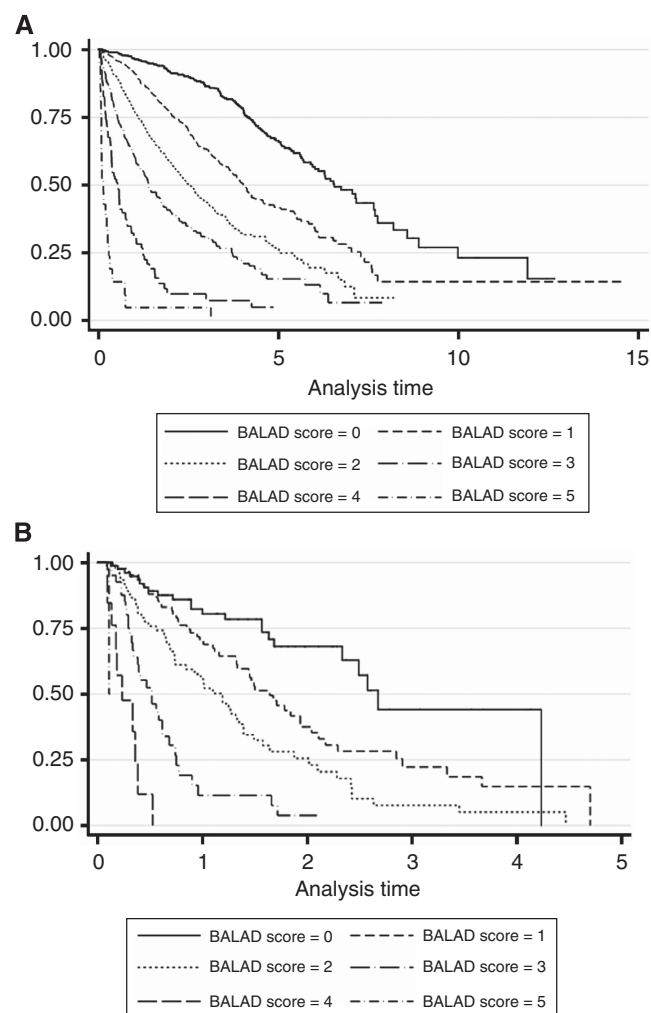 A
1.00
0.75
0.50
0.25
0.00
0 5 10 15
Analysis time
BALAD score = 0 BALAD score = 1
BALAD score = 2 BALAD score = 3
BALAD score = 4 BALAD score = 5
B
1.00
0.75
0.50
0.25
0.00
0 1 2 3 4 5
Analysis time
BALAD score = 0 BALAD score = 1
BALAD score = 2 BALAD score = 3
BALAD score = 4 BALAD score = 5